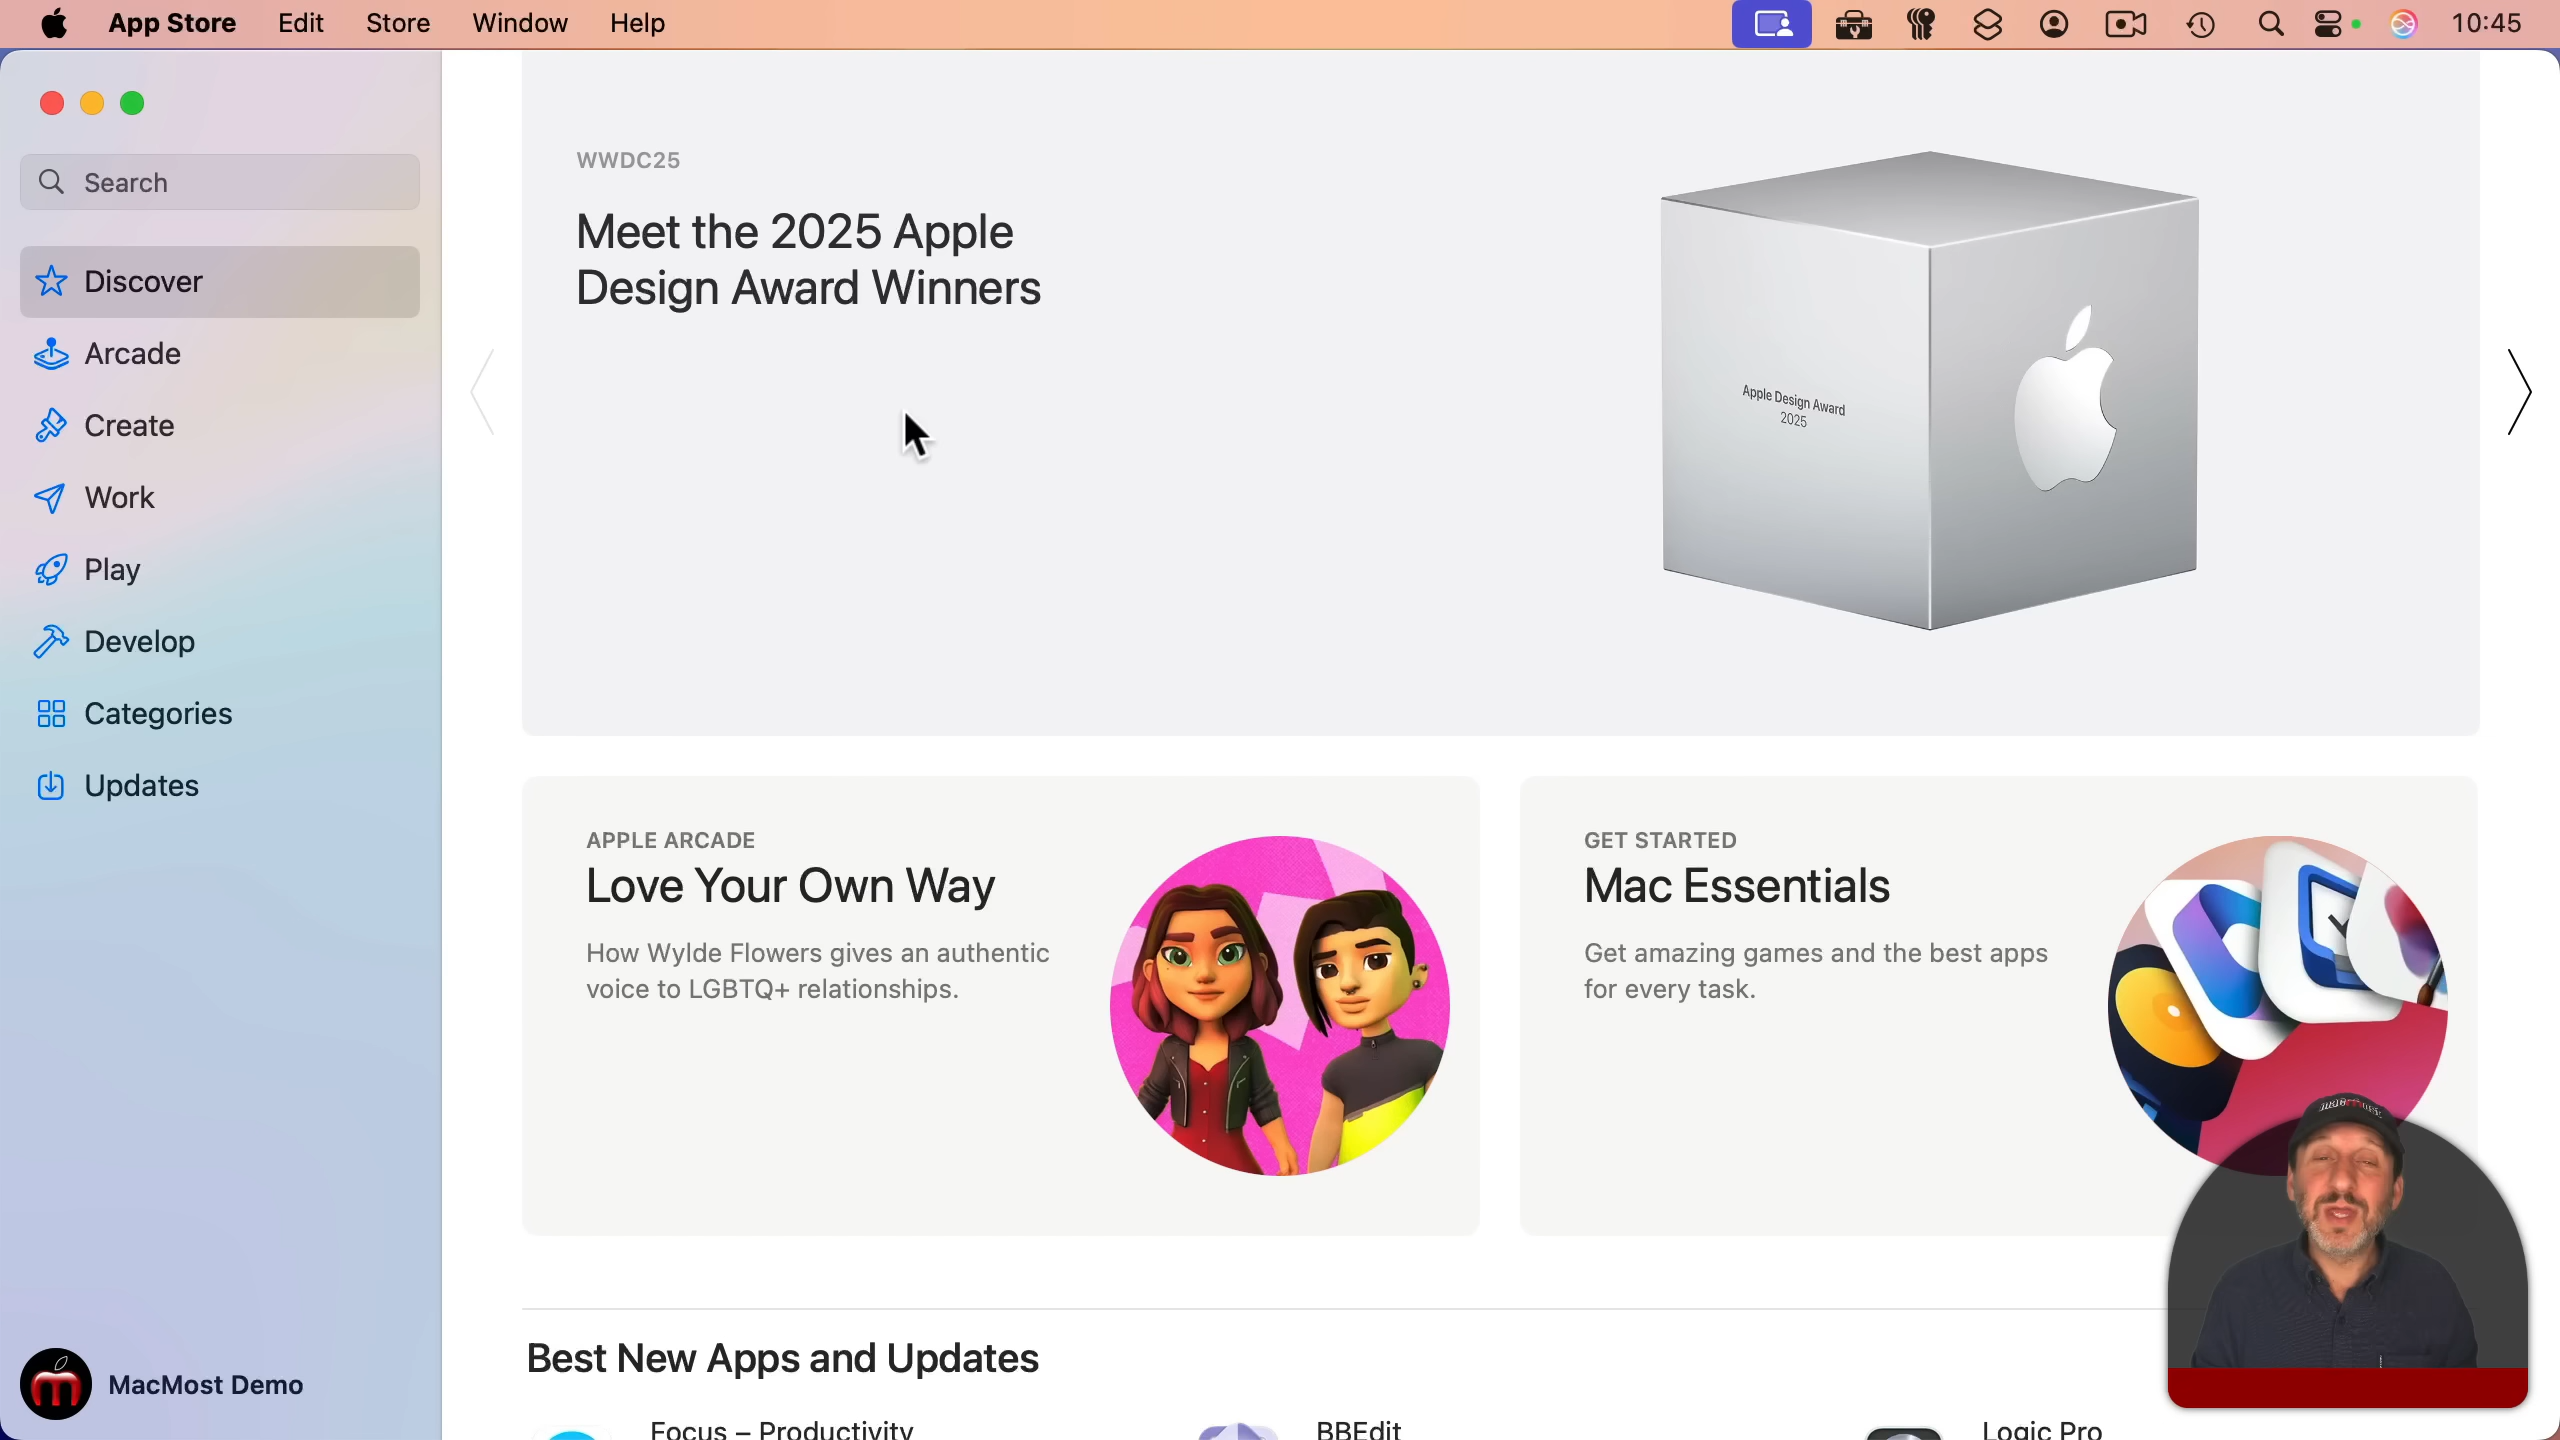 App Store Edit Store Window Help 10:45
Search
Discover
Arcade
Create
Work
Play
Develop
Categories
Updates
MacMost Demo
WWDC25
Meet the 2025 Apple
Design Award Winners
Apple Design Award
2025
APPLE ARCADE
Love Your Own Way
How Wylde Flowers gives an authentic
voice to LGBTQ+ relationships.
GET STARTED
Mac Essentials
Get amazing games and the best apps
for every task.
Best New Apps and Updates
Focus – Productivity
BBEdit
Logic Pro